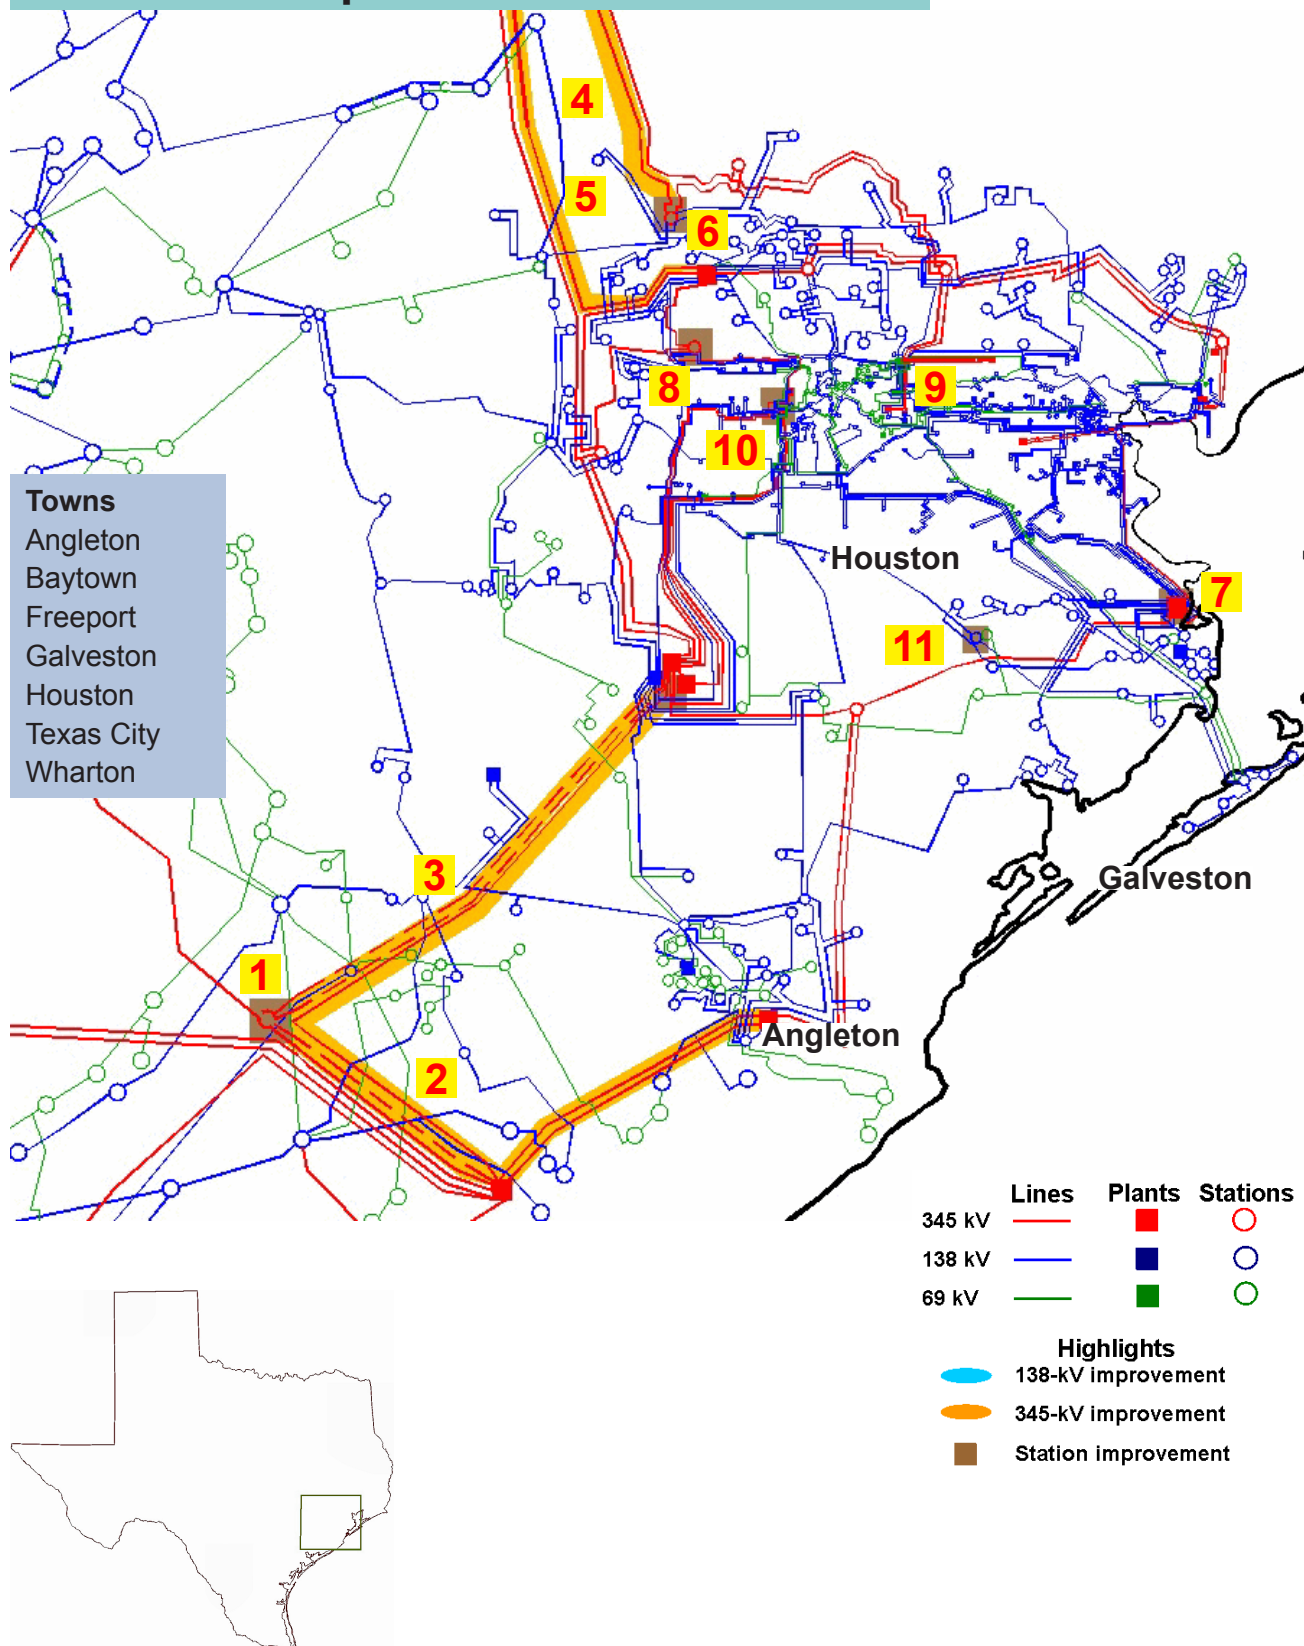 4
5
6
8
9
10
Towns
Angleton
Baytown
Freeport
Galveston
Houston
Texas City
Wharton
Houston
7
11
3
Galveston
1
Angleton
2
Lines Plants Stations
345 kV
138 kV
69 kV
Highlights
138-kV improvement
345-kV improvement
Station improvement